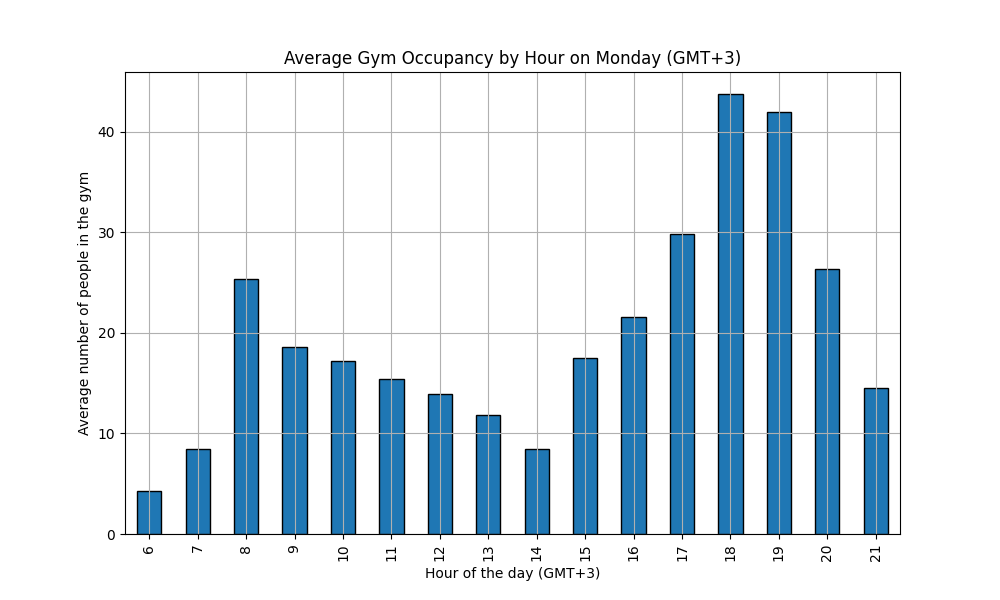 Average Gym Occupancy by Hour on Monday (GMT+3)
Average number of people in the gym
40
30
20
10
0
6 7 8 9 10 11 12 13 14 15 16 17 18 19 20 21
Hour of the day (GMT+3)